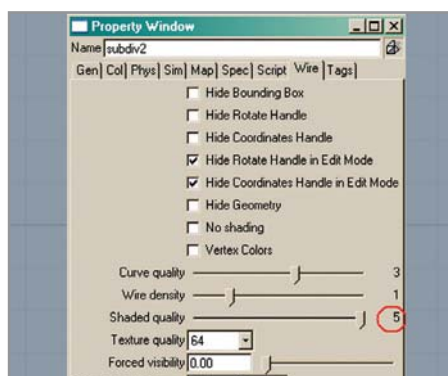 Property Window
Name subdiv2
Gen Col Phys Sim Map Spec Script Wire Tags
Hide Bounding Box
Hide Rotate Handle
Hide Coordinates Handle
Hide Rotate Handle in Edit Mode
Hide Coordinates Handle in Edit Mode
Hide Geometry
No shading
Vertex Colors
Curve quality 3
Wire density 1
Shaded quality 5
Texture quality 64
Forced visibility 0.00